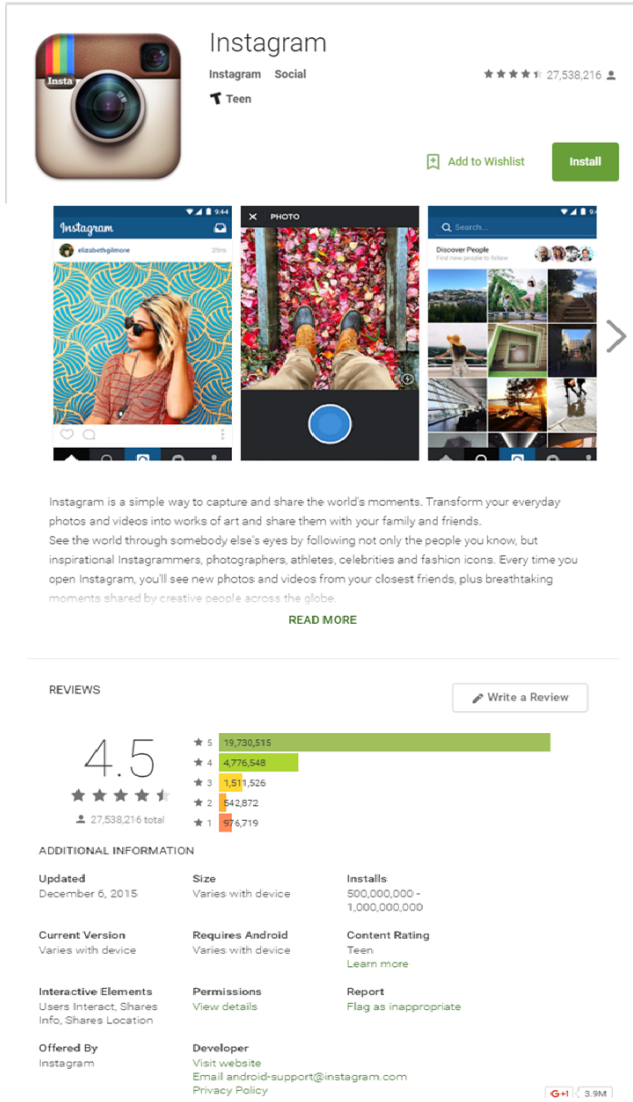 Instagram
Instagram Social
27,538,216
Teen
Insta
Add to Wishlist
Install
9:44
Instagram
elizabethgilmore
PHOTO
Search...
Discover People
Find new people to follow
Instagram is a simple way to capture and share the world's moments. Transform your everyday
photos and videos into works of art and share them with your family and friends.
See the world through somebody else's eyes by following not only the people you know, but
inspirational Instagrammers, photographers, athletes, celebrities and fashion icons. Every time you
open Instagram, you'll see new photos and videos from your closest friends, plus breathtaking
moments shared by creative people across the globe.
READ MORE
REVIEWS
Write a Review
4.5
27,538,216 total
5 19,730,515
4 4,776,548
3 1,511,526
2 542,872
1 976,719
ADDITIONAL INFORMATION
Updated
December 6, 2015
Size
Varies with device
Installs
500,000,000 -
1,000,000,000
Current Version
Varies with device
Requires Android
Varies with device
Content Rating
Teen
Learn more
Interactive Elements
Users Interact, Shares
Info, Shares Location
Permissions
View details
Report
Flag as inappropriate
Offered By
Instagram
Developer
Visit website
Email android-support@instagram.com
Privacy Policy
G+1 3.9M